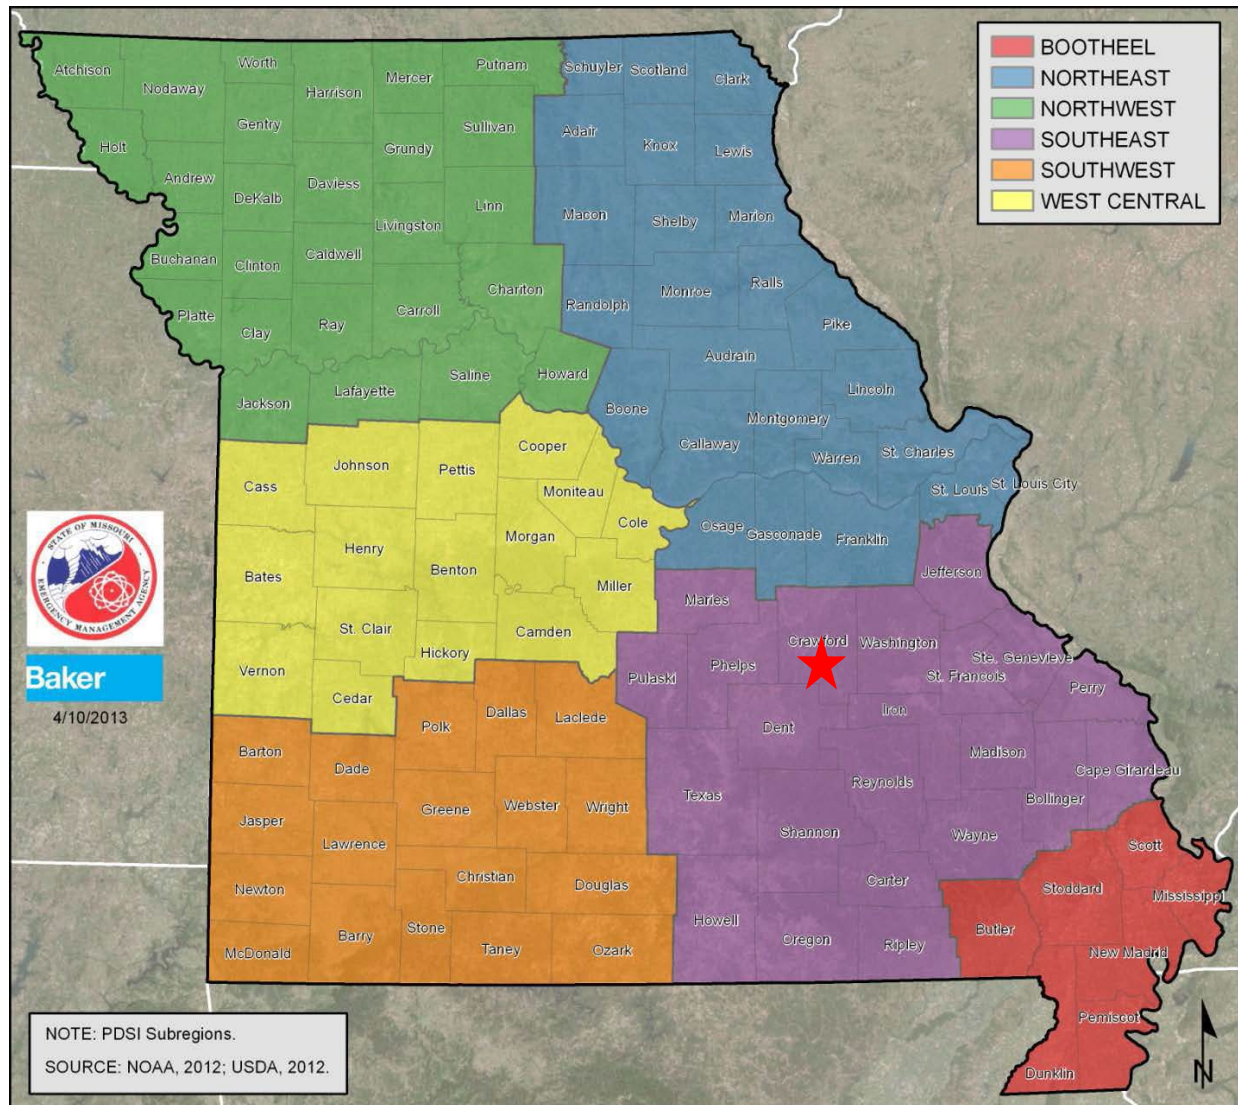 BOOTHEEL
NORTHEAST
NORTHWEST
SOUTHEAST
SOUTHWEST
WEST CENTRAL
Atchison
Nodaway
Worth
Harrison
Mercer
Putnam
Schuyler
Scotland
Clark
Holt
Gentry
Sullivan
Adair
Knox
Lewis
Andrew
DeKalb
Daviess
Grundy
Linn
Macon
Shelby
Marion
Livingston
Buchanan
Clinton
Caldwell
Chariton
Randolph
Monroe
Ralls
Platte
Clay
Ray
Carroll
Pike
Audrain
Jackson
Lafayette
Saline
Howard
Boone
Callaway
Montgomery
Lincoln
Warren
St. Charles
St. Louis
St. Louis City
Cass
Johnson
Pettis
Cooper
Moniteau
Cole
Osage
Gasconade
Franklin
Bates
Henry
Benton
Morgan
Miller
Jefferson
Maries
Vernon
St. Clair
Hickory
Camden
Pulaski
Phelps
Crawford
Washington
Ste. Genevieve
St. Francois
Perry
Cedar
Polk
Dallas
Laclede
Dent
Iron
Madison
Cape Girardeau
Barton
Dade
Greene
Webster
Wright
Texas
Reynolds
Bollinger
Jasper
Lawrence
Shannon
Wayne
Scott
Newton
Christian
Douglas
Carter
Stoddard
Mississippi
McDonald
Barry
Stone
Taney
Ozark
Howell
Oregon
Ripley
Butler
New Madrid
Pemiscot
Dunklin
STATE OF MISSOURI
EMERGENCY MANAGEMENT AGENCY
Baker
4/10/2013
NOTE: PDSI Subregions.
SOURCE: NOAA, 2012; USDA, 2012.
N